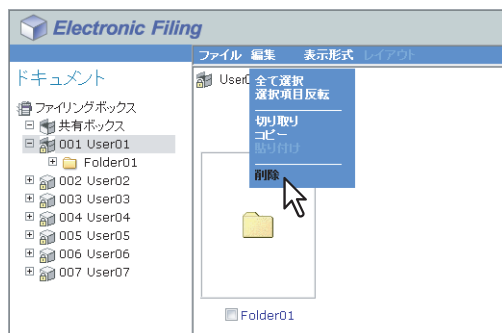 Electronic Filing
ファイル 編集 表示形式 レイアウト
ドキュメント
ファイリングボックス
共有ボックス
001 User01
Folder01
002 User02
003 User03
004 User04
005 User05
006 User06
007 User07
User0
全て選択
選択項目反転
切り取り
コピー
貼り付け
削除
Folder01